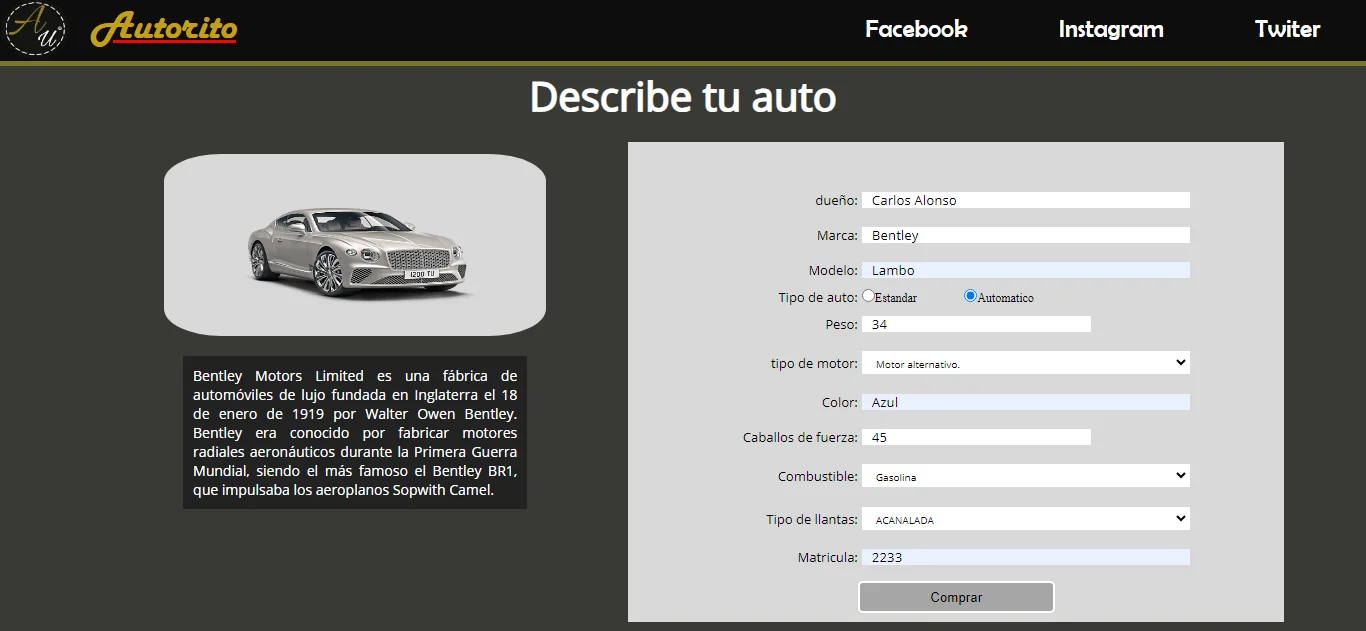 AU
Autorito
Facebook
Instagram
Twiter
Describe tu auto
1200 TU
Bentley Motors Limited es una fábrica de
automóviles de lujo fundada en Inglaterra el 18
de enero de 1919 por Walter Owen Bentley.
Bentley era conocido por fabricar motores
radiales aeronáuticos durante la Primera Guerra
Mundial, siendo el más famoso el Bentley BR1,
que impulsaba los aeroplanos Sopwith Camel.
dueño: Carlos Alonso
Marca: Bentley
Modelo: Lambo
Tipo de auto: Estandar Automatico
Peso: 34
tipo de motor: Motor alternativo.
Color: Azul
Caballos de fuerza: 45
Combustible: Gasolina
Tipo de llantas: ACANALADA
Matricula: 2233
Comprar